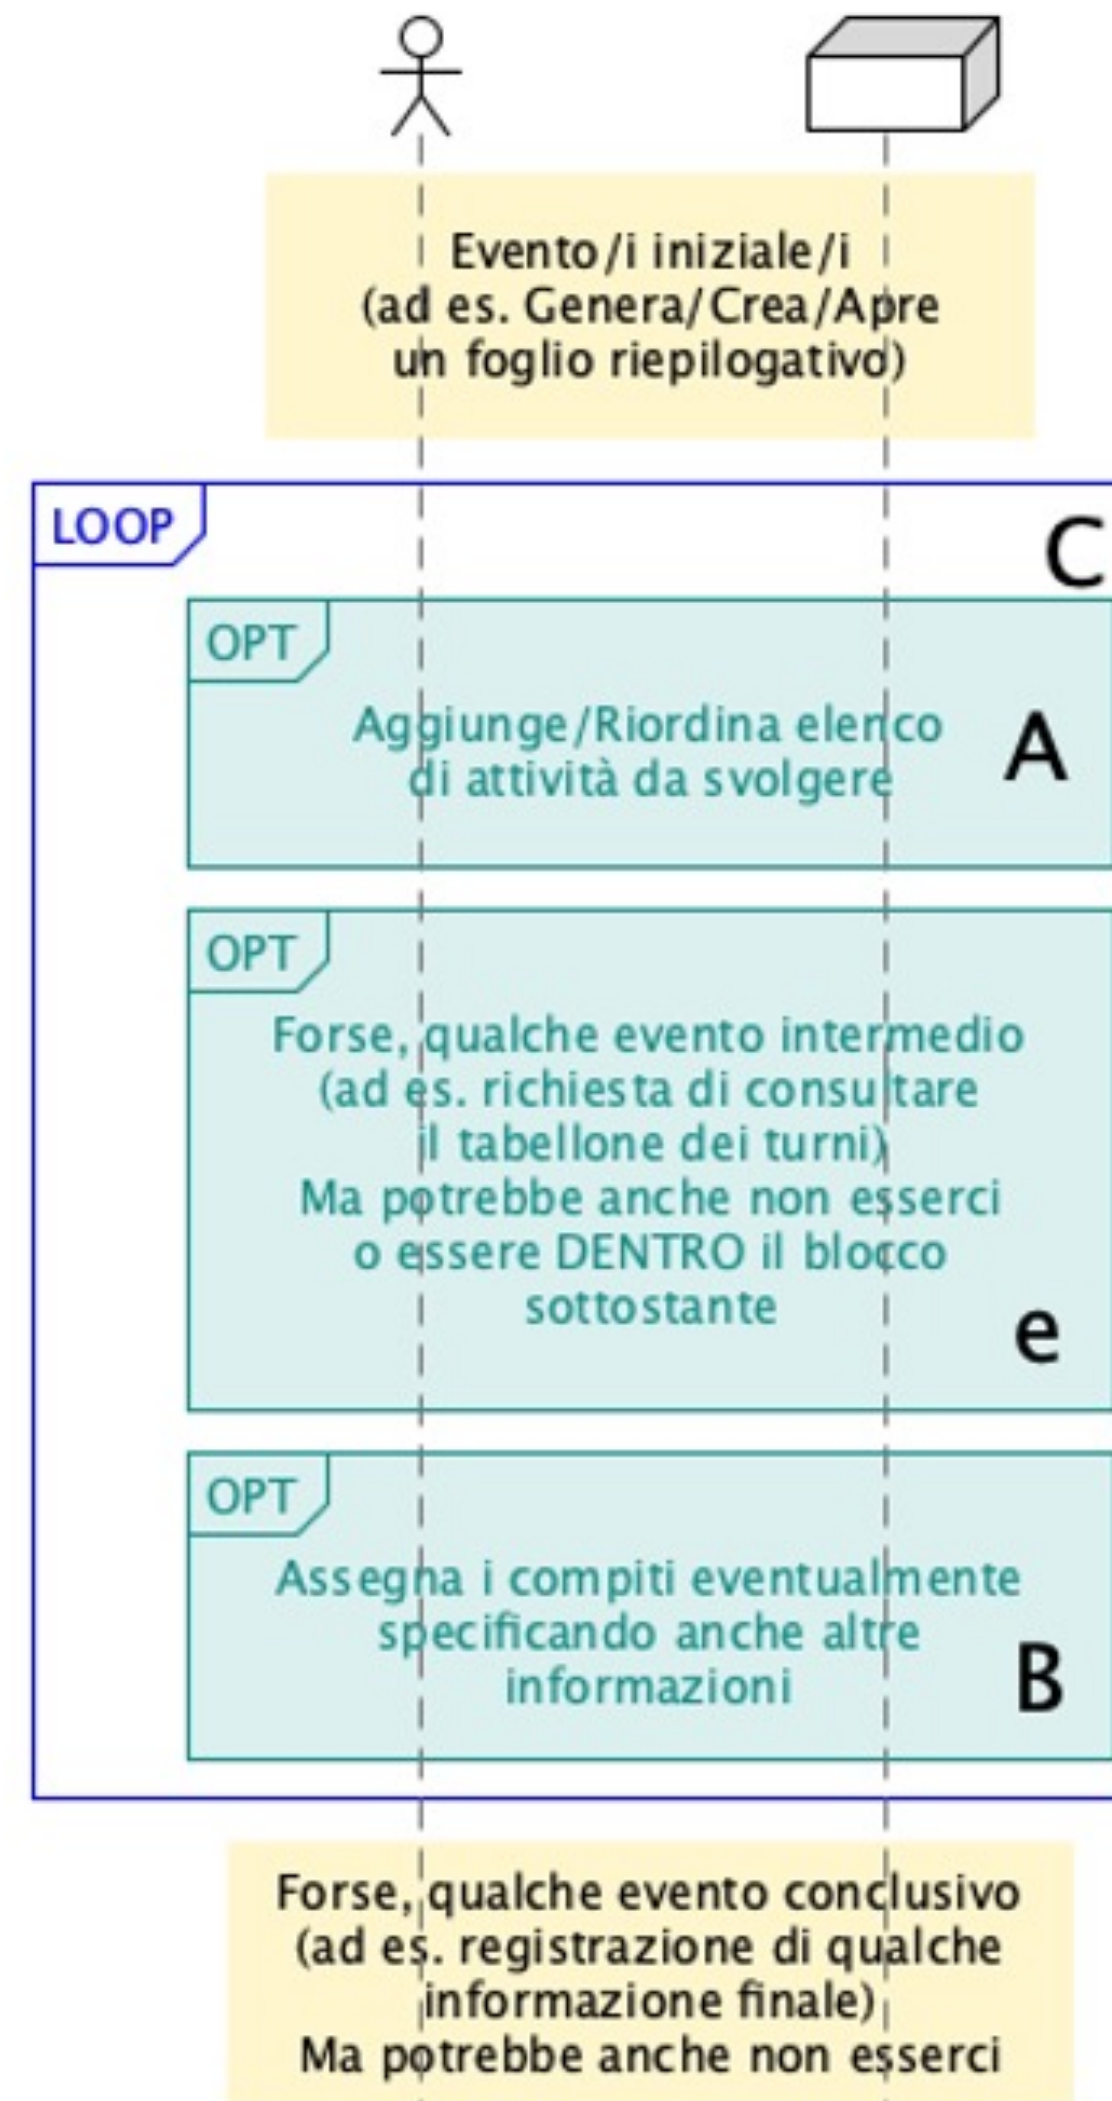 Evento/i iniziale/i
(ad es. Genera/Crea/Apre
un foglio riepilogativo)
LOOP
C
OPT
Aggiunge/Riordina elenco
di attività da svolgere
A
OPT
Forse, qualche evento intermedio
(ad es. richiesta di consultare
il tabellone dei turni)
Ma potrebbe anche non esserci
o essere DENTRO il blocco
sottostante
e
OPT
Assegna i compiti eventualmente
specificando anche altre
informazioni
B
Forse, qualche evento conclusivo
(ad es. registrazione di qualche
informazione finale)
Ma potrebbe anche non esserci